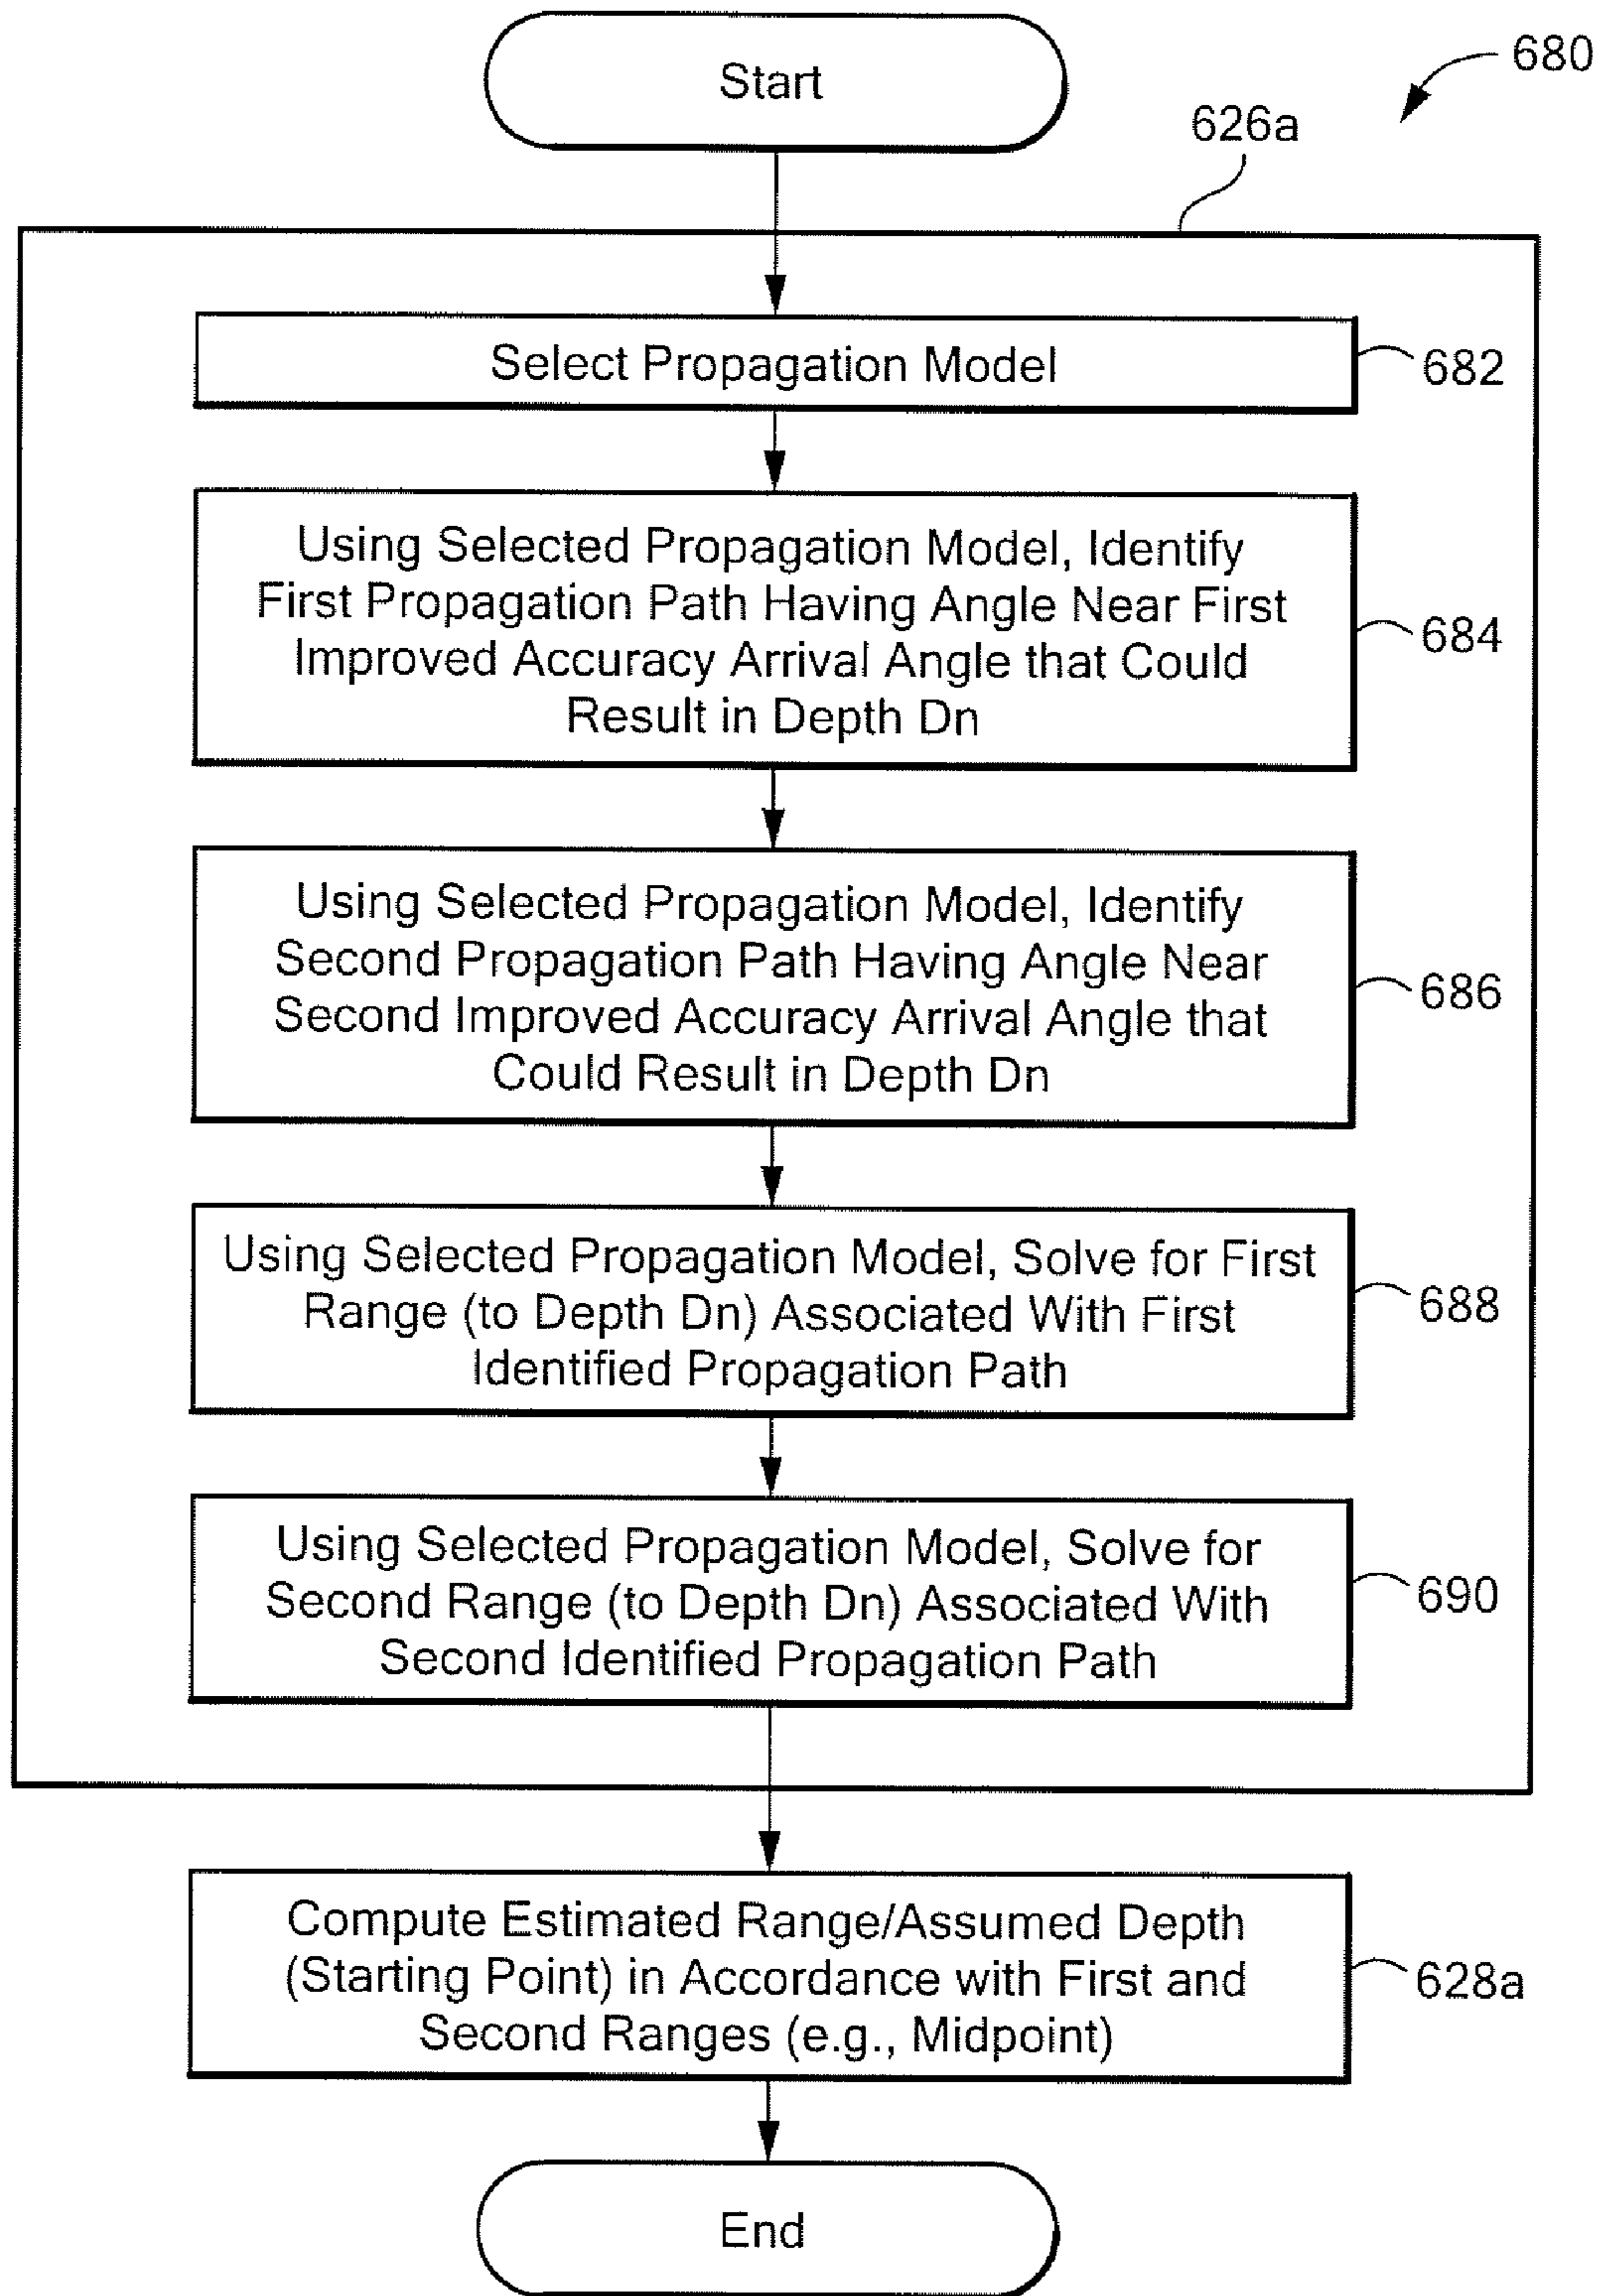 Start
680
626a
Select Propagation Model
682
Using Selected Propagation Model, Identify
First Propagation Path Having Angle Near First
Improved Accuracy Arrival Angle that Could
Result in Depth Dn
684
Using Selected Propagation Model, Identify
Second Propagation Path Having Angle Near
Second Improved Accuracy Arrival Angle that
Could Result in Depth Dn
686
Using Selected Propagation Model, Solve for First
Range (to Depth Dn) Associated With First
Identified Propagation Path
688
Using Selected Propagation Model, Solve for
Second Range (to Depth Dn) Associated With
Second Identified Propagation Path
690
Compute Estimated Range/Assumed Depth
(Starting Point) in Accordance with First and
Second Ranges (e.g., Midpoint)
628a
End